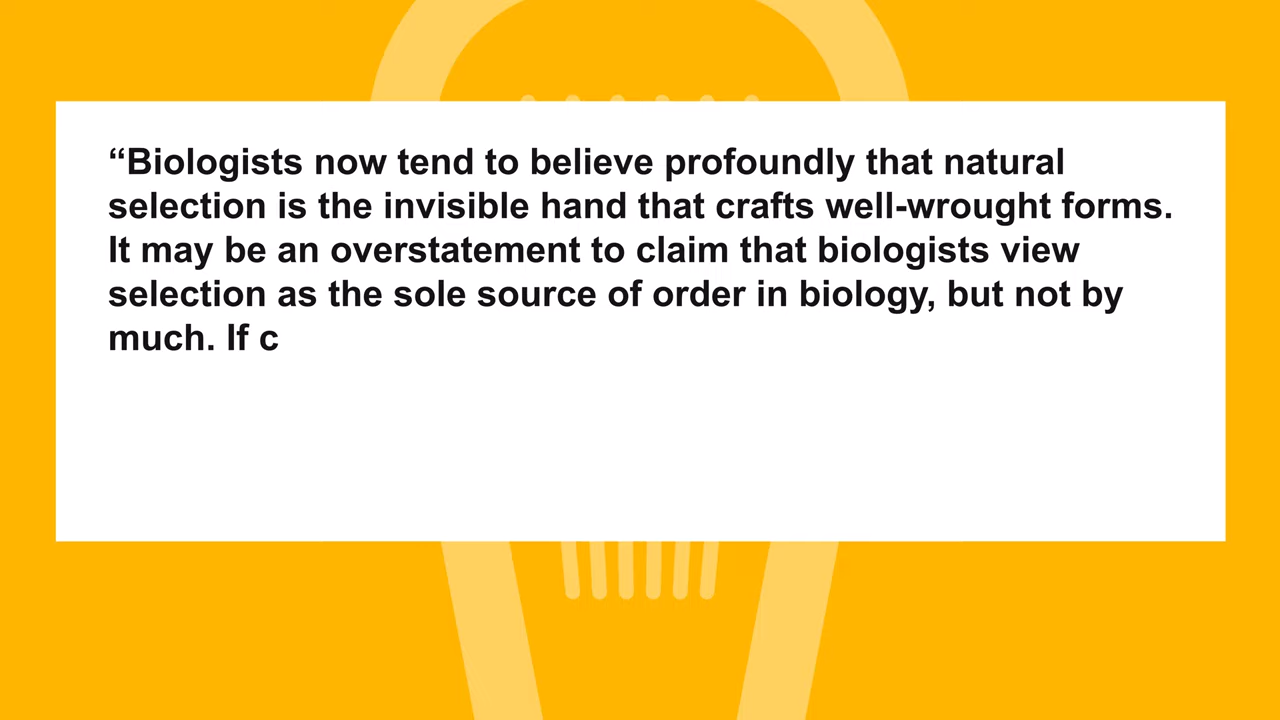 “Biologists now tend to believe profoundly that natural
selection is the invisible hand that crafts well-wrought forms.
It may be an overstatement to claim that biologists view
selection as the sole source of order in biology, but not by
much. If c